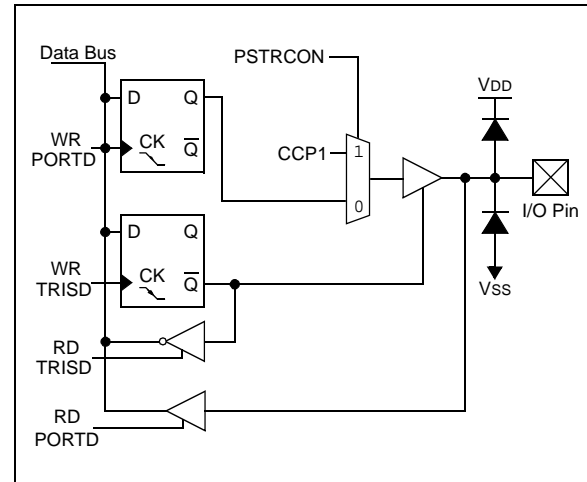 Data Bus
PSTRCON
VDD
D Q
WR
PORTD
CK Q
CCP1
1
0
I/O Pin
D Q
WR
TRISD
CK Q
VSS
RD
TRISD
RD
PORTD